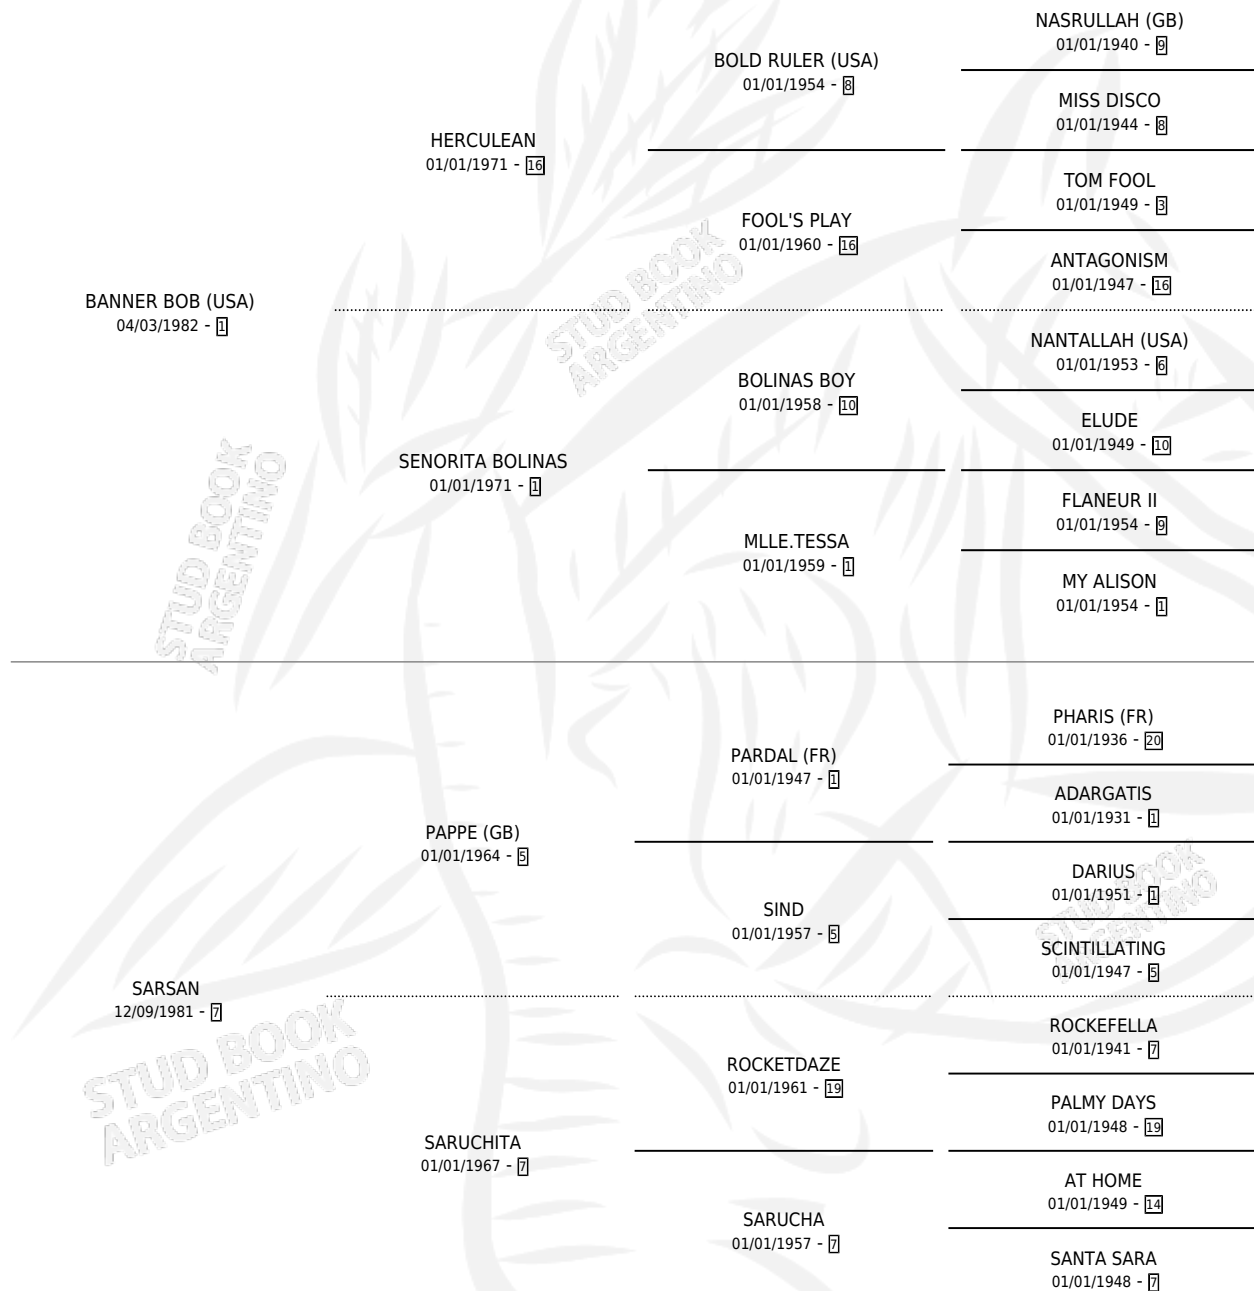 NASRULLAH (GB)
01/01/1940 - 9
BOLD RULER (USA)
01/01/1954 - 8
MISS DISCO
01/01/1944 - 8
HERCULEAN
01/01/1971 - 16
TOM FOOL
01/01/1949 - 3
FOOL'S PLAY
01/01/1960 - 16
ANTAGONISM
01/01/1947 - 16
BANNER BOB (USA)
04/03/1982 - 1
NANTALLAH (USA)
01/01/1953 - 6
BOLINAS BOY
01/01/1958 - 10
ELUDE
01/01/1949 - 10
SENORITA BOLINAS
01/01/1971 - 1
FLANEUR II
01/01/1954 - 9
MLLE.TESSA
01/01/1959 - 1
MY ALISON
01/01/1954 - 1
PHARIS (FR)
01/01/1936 - 20
PARDAL (FR)
01/01/1947 - 1
ADARGATIS
01/01/1931 - 1
PAPPE (GB)
01/01/1964 - 5
DARIUS
01/01/1951 - 1
SIND
01/01/1957 - 5
SCINTILLATING
01/01/1947 - 5
SARSAN
12/09/1981 - 7
ROCKEFELLA
01/01/1941 - 7
ROCKETDAZE
01/01/1961 - 19
PALMY DAYS
01/01/1948 - 19
SARUCHITA
01/01/1967 - 7
AT HOME
01/01/1949 - 14
SARUCHA
01/01/1957 - 7
SANTA SARA
01/01/1948 - 7
STUD BOOK
ARGENTINO
STUD BOOK
ARGENTINO
STUD BOOK
ARGENTINO
STUD BOOK
ARGENTINO